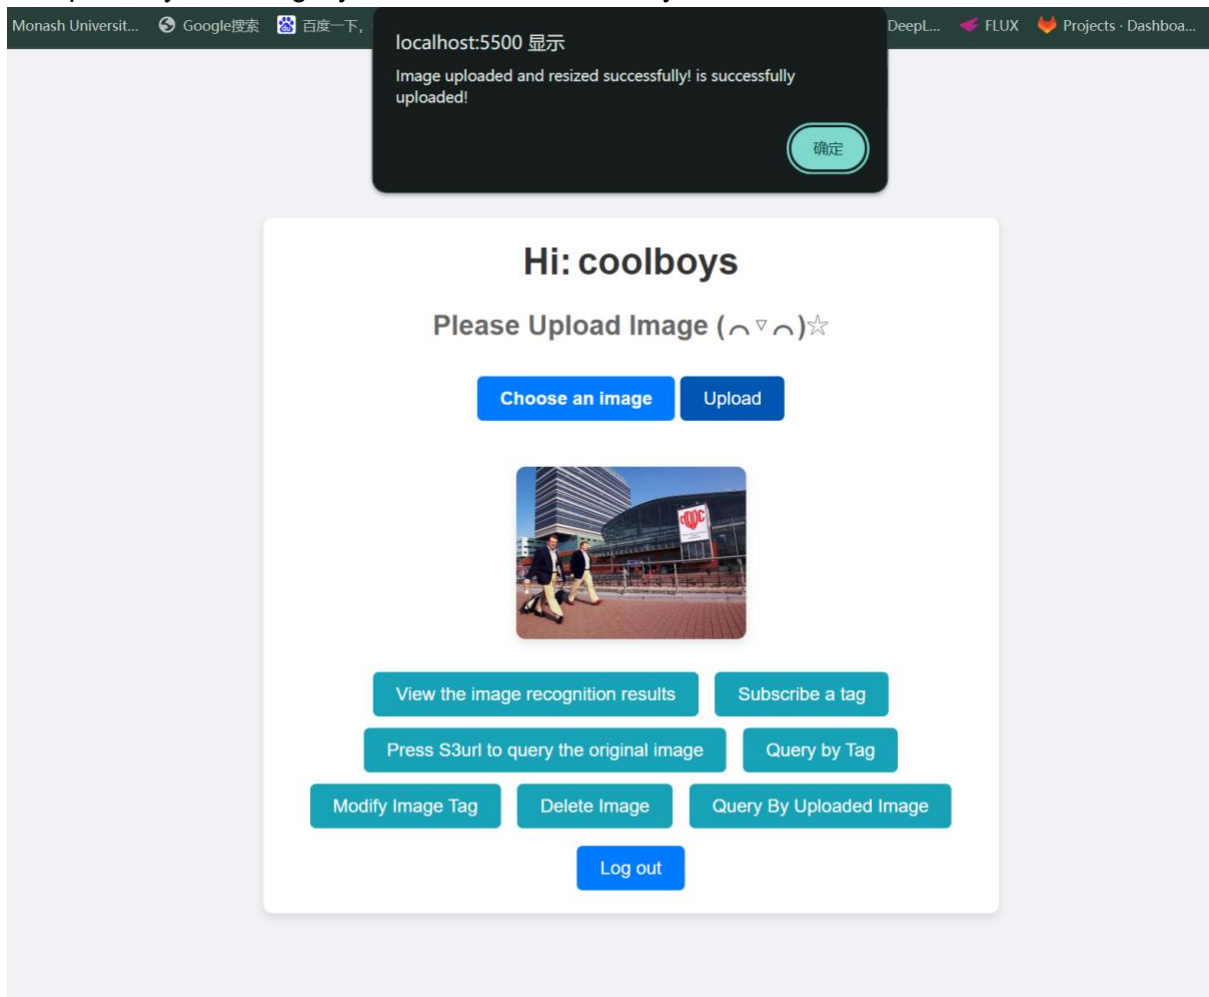 Monash Universit... Google搜索 百度一下, DeepL... FLUX Projects · Dashboa...
localhost:5500 显示
Image uploaded and resized successfully! is successfully
uploaded!
确定
Hi: coolboys
Please Upload Image (⌒▽⌒)☆
Choose an image Upload
View the image recognition results Subscribe a tag
Press S3url to query the original image Query by Tag
Modify Image Tag Delete Image Query By Uploaded Image
Log out